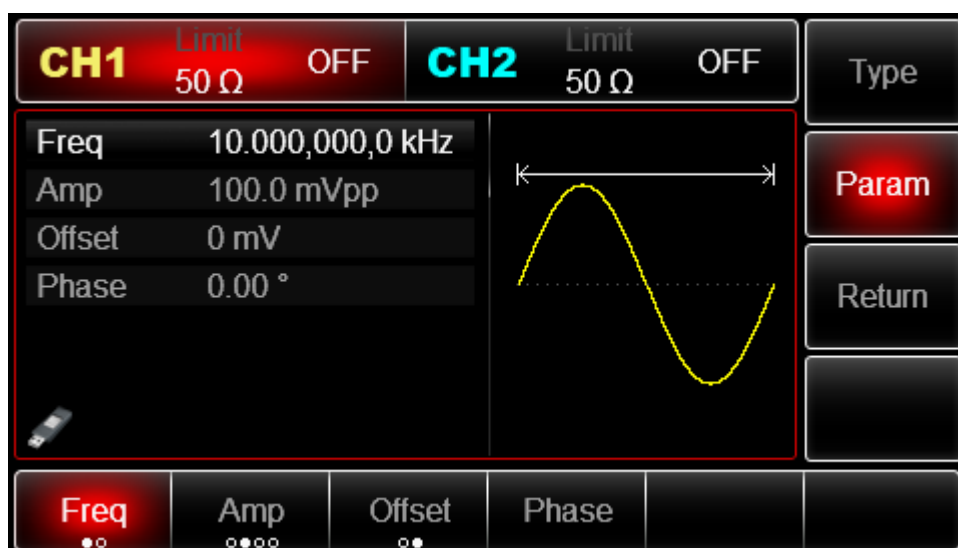 CH1 Limit 50 Ω OFF
CH2 Limit 50 Ω OFF
Type
Freq 10.000,000,0 kHz
Amp 100.0 mVpp
Offset 0 mV
Phase 0.00 °
Param
Return
Freq Amp Offset Phase